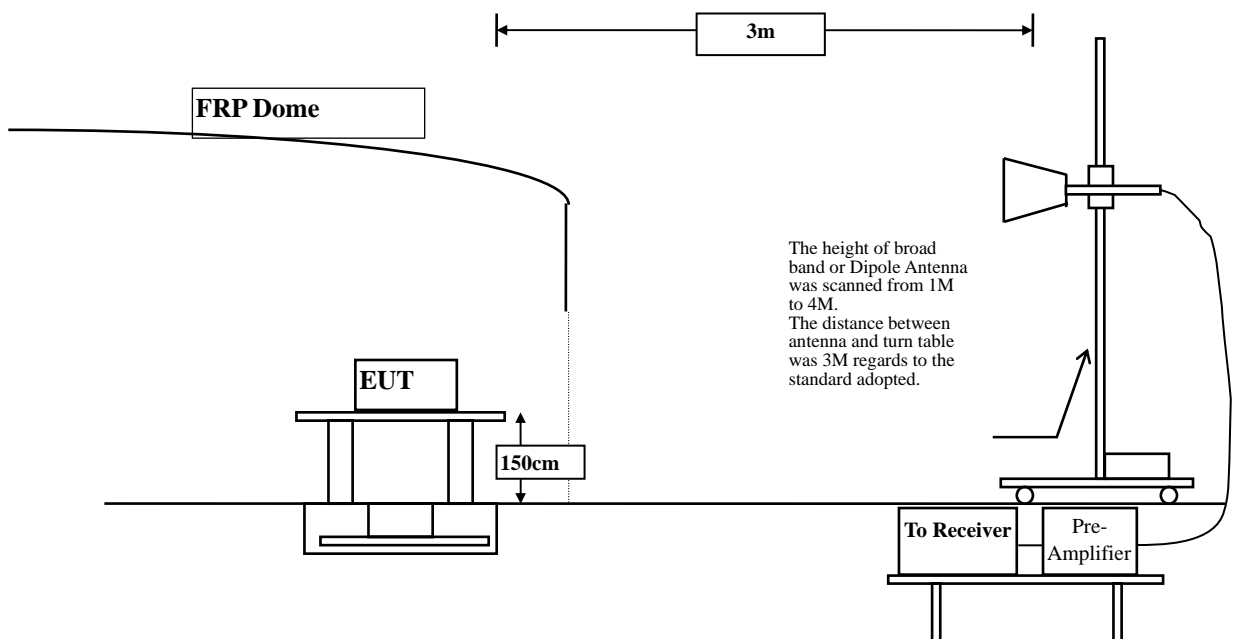 3m
FRP Dome
The height of broad
band or Dipole Antenna
was scanned from 1M
to 4M.
The distance between
antenna and turn table
was 3M regards to the
standard adopted.
EUT
150cm
To Receiver
Pre-
Amplifier